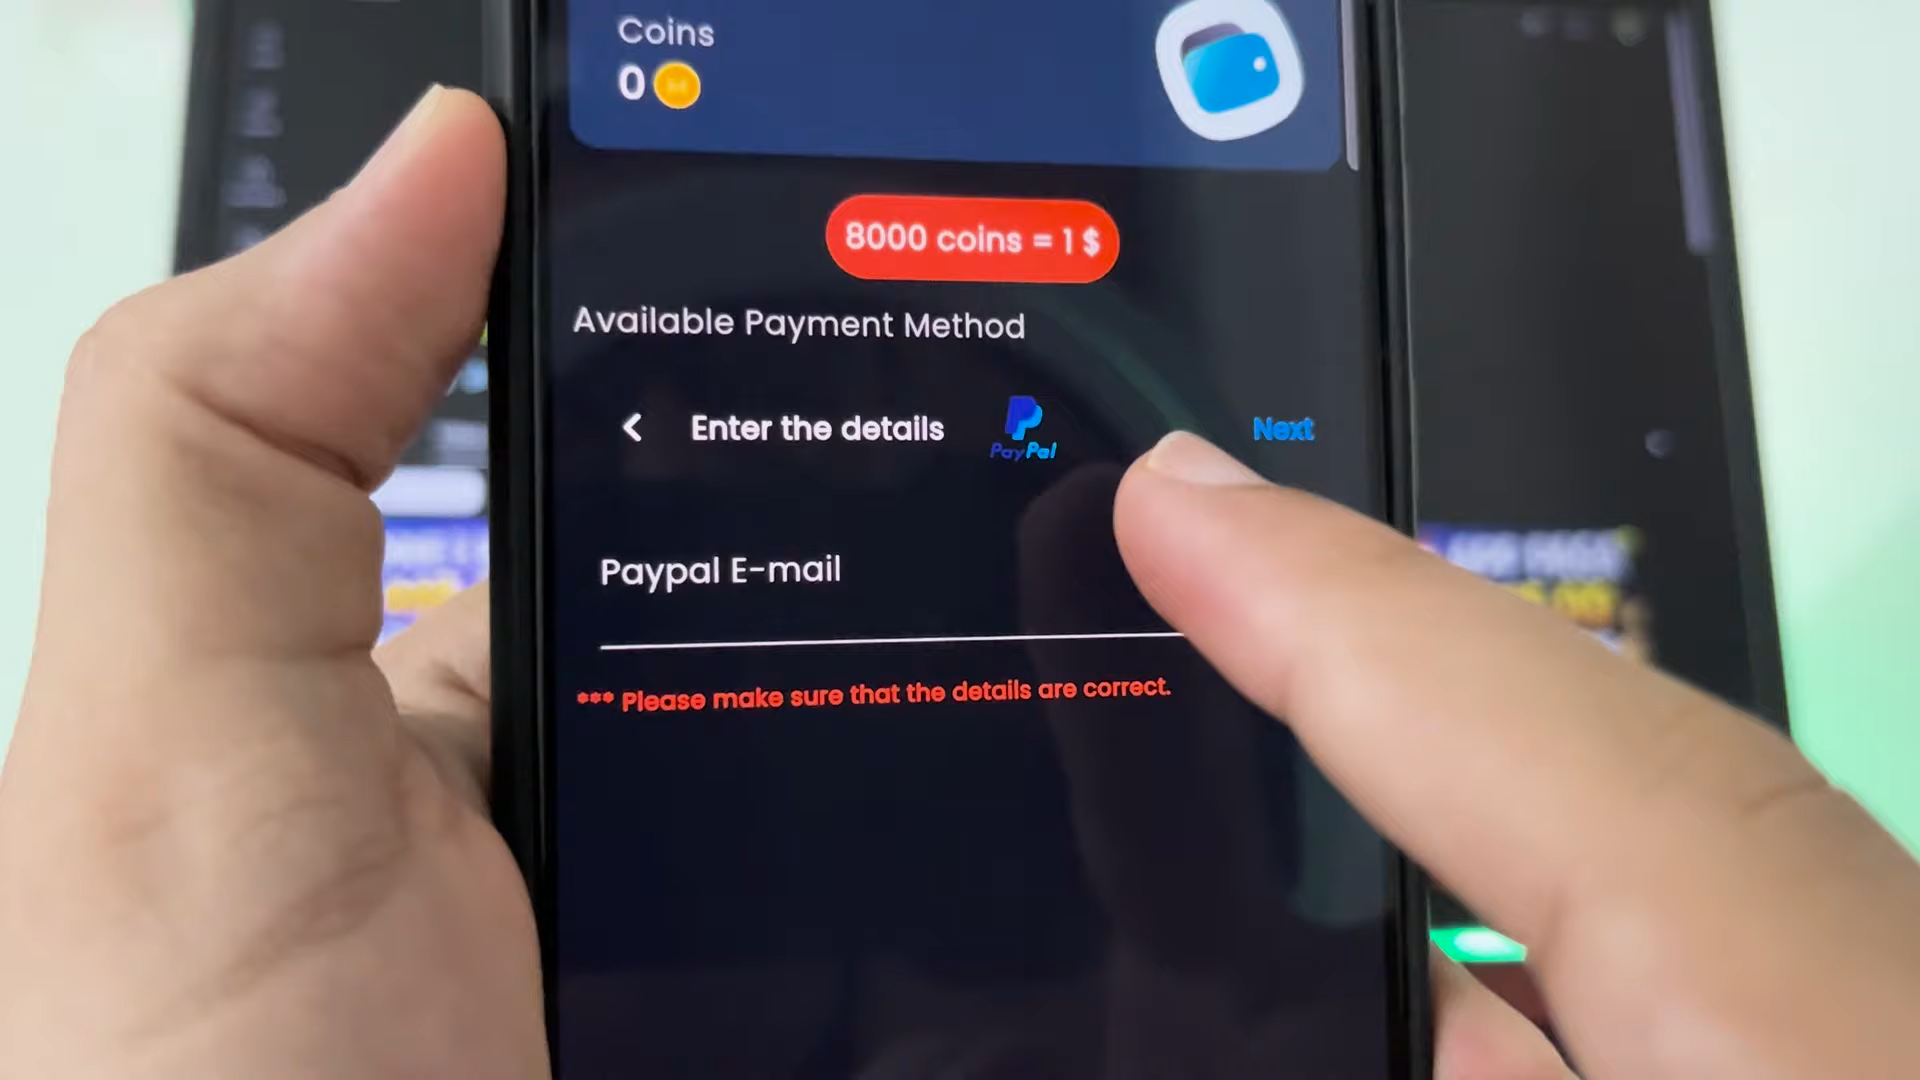 Coins
0
8000 coins = 1 $
Available Payment Method
Enter the details
PayPal
Next
Paypal E-mail
*** Please make sure that the details are correct.